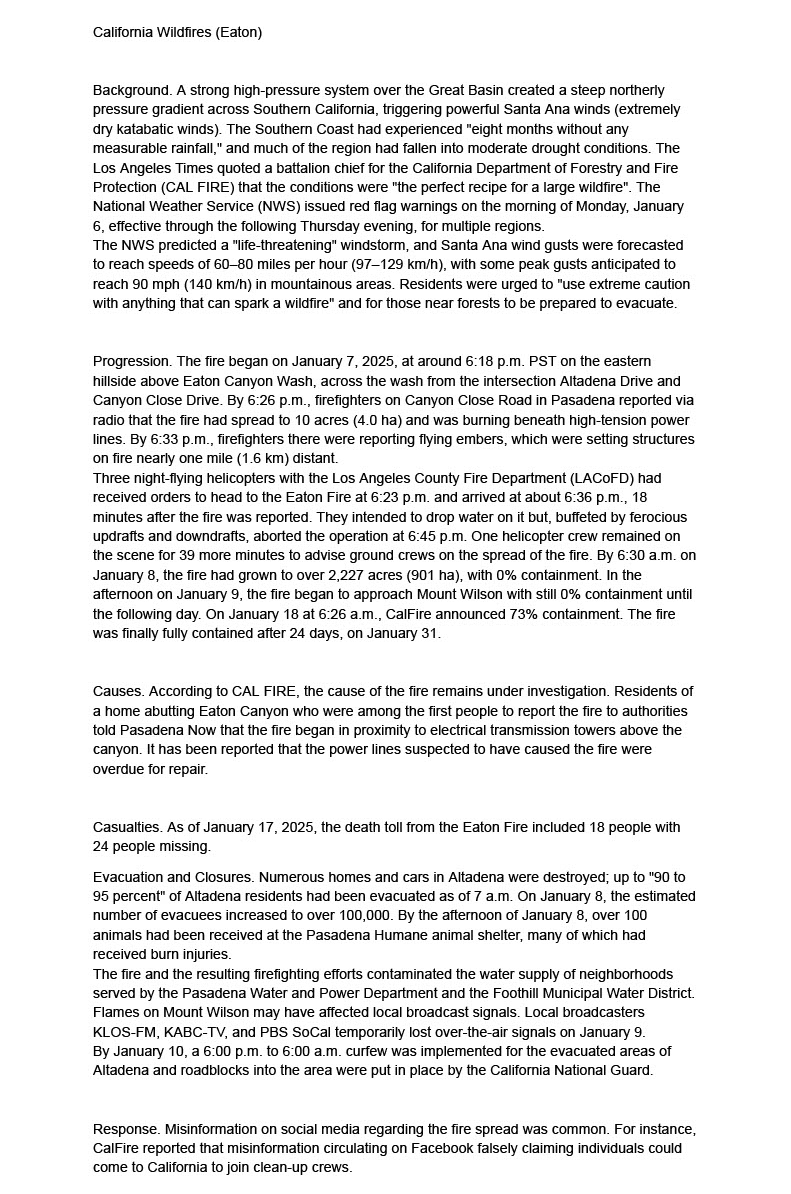 California Wildfires (Eaton)
Background. A strong high-pressure system over the Great Basin created a steep northerly
pressure gradient across Southern California, triggering powerful Santa Ana winds (extremely
dry katabatic winds). The Southern Coast had experienced "eight months without any
measurable rainfall," and much of the region had fallen into moderate drought conditions. The
Los Angeles Times quoted a battalion chief for the California Department of Forestry and Fire
Protection (CAL FIRE) that the conditions were "the perfect recipe for a large wildfire". The
National Weather Service (NWS) issued red flag warnings on the morning of Monday, January
6, effective through the following Thursday evening, for multiple regions.
The NWS predicted a "life-threatening" windstorm, and Santa Ana wind gusts were forecasted
to reach speeds of 60–80 miles per hour (97–129 km/h), with some peak gusts anticipated to
reach 90 mph (140 km/h) in mountainous areas. Residents were urged to "use extreme caution
with anything that can spark a wildfire" and for those near forests to be prepared to evacuate.
Progression. The fire began on January 7, 2025, at around 6:18 p.m. PST on the eastern
hillside above Eaton Canyon Wash, across the wash from the intersection Altadena Drive and
Canyon Close Drive. By 6:26 p.m., firefighters on Canyon Close Road in Pasadena reported via
radio that the fire had spread to 10 acres (4.0 ha) and was burning beneath high-tension power
lines. By 6:33 p.m., firefighters there were reporting flying embers, which were setting structures
on fire nearly one mile (1.6 km) distant.
Three night-flying helicopters with the Los Angeles County Fire Department (LACoFD) had
received orders to head to the Eaton Fire at 6:23 p.m. and arrived at about 6:36 p.m., 18
minutes after the fire was reported. They intended to drop water on it but, buffeted by ferocious
updrafts and downdrafts, aborted the operation at 6:45 p.m. One helicopter crew remained on
the scene for 39 more minutes to advise ground crews on the spread of the fire. By 6:30 a.m. on
January 8, the fire had grown to over 2,227 acres (901 ha), with 0% containment. In the
afternoon on January 9, the fire began to approach Mount Wilson with still 0% containment until
the following day. On January 18 at 6:26 a.m., CalFire announced 73% containment. The fire
was finally fully contained after 24 days, on January 31.
Causes. According to CAL FIRE, the cause of the fire remains under investigation. Residents of
a home abutting Eaton Canyon who were among the first people to report the fire to authorities
told Pasadena Now that the fire began in proximity to electrical transmission towers above the
canyon. It has been reported that the power lines suspected to have caused the fire were
overdue for repair.
Casualties. As of January 17, 2025, the death toll from the Eaton Fire included 18 people with
24 people missing.
Evacuation and Closures. Numerous homes and cars in Altadena were destroyed; up to "90 to
95 percent" of Altadena residents had been evacuated as of 7 a.m. On January 8, the estimated
number of evacuees increased to over 100,000. By the afternoon of January 8, over 100
animals had been received at the Pasadena Humane animal shelter, many of which had
received burn injuries.
The fire and the resulting firefighting efforts contaminated the water supply of neighborhoods
served by the Pasadena Water and Power Department and the Foothill Municipal Water District.
Flames on Mount Wilson may have affected local broadcast signals. Local broadcasters
KLOS-FM, KABC-TV, and PBS SoCal temporarily lost over-the-air signals on January 9.
By January 10, a 6:00 p.m. to 6:00 a.m. curfew was implemented for the evacuated areas of
Altadena and roadblocks into the area were put in place by the California National Guard.
Response. Misinformation on social media regarding the fire spread was common. For instance,
CalFire reported that misinformation circulating on Facebook falsely claiming individuals could
come to California to join clean-up crews.